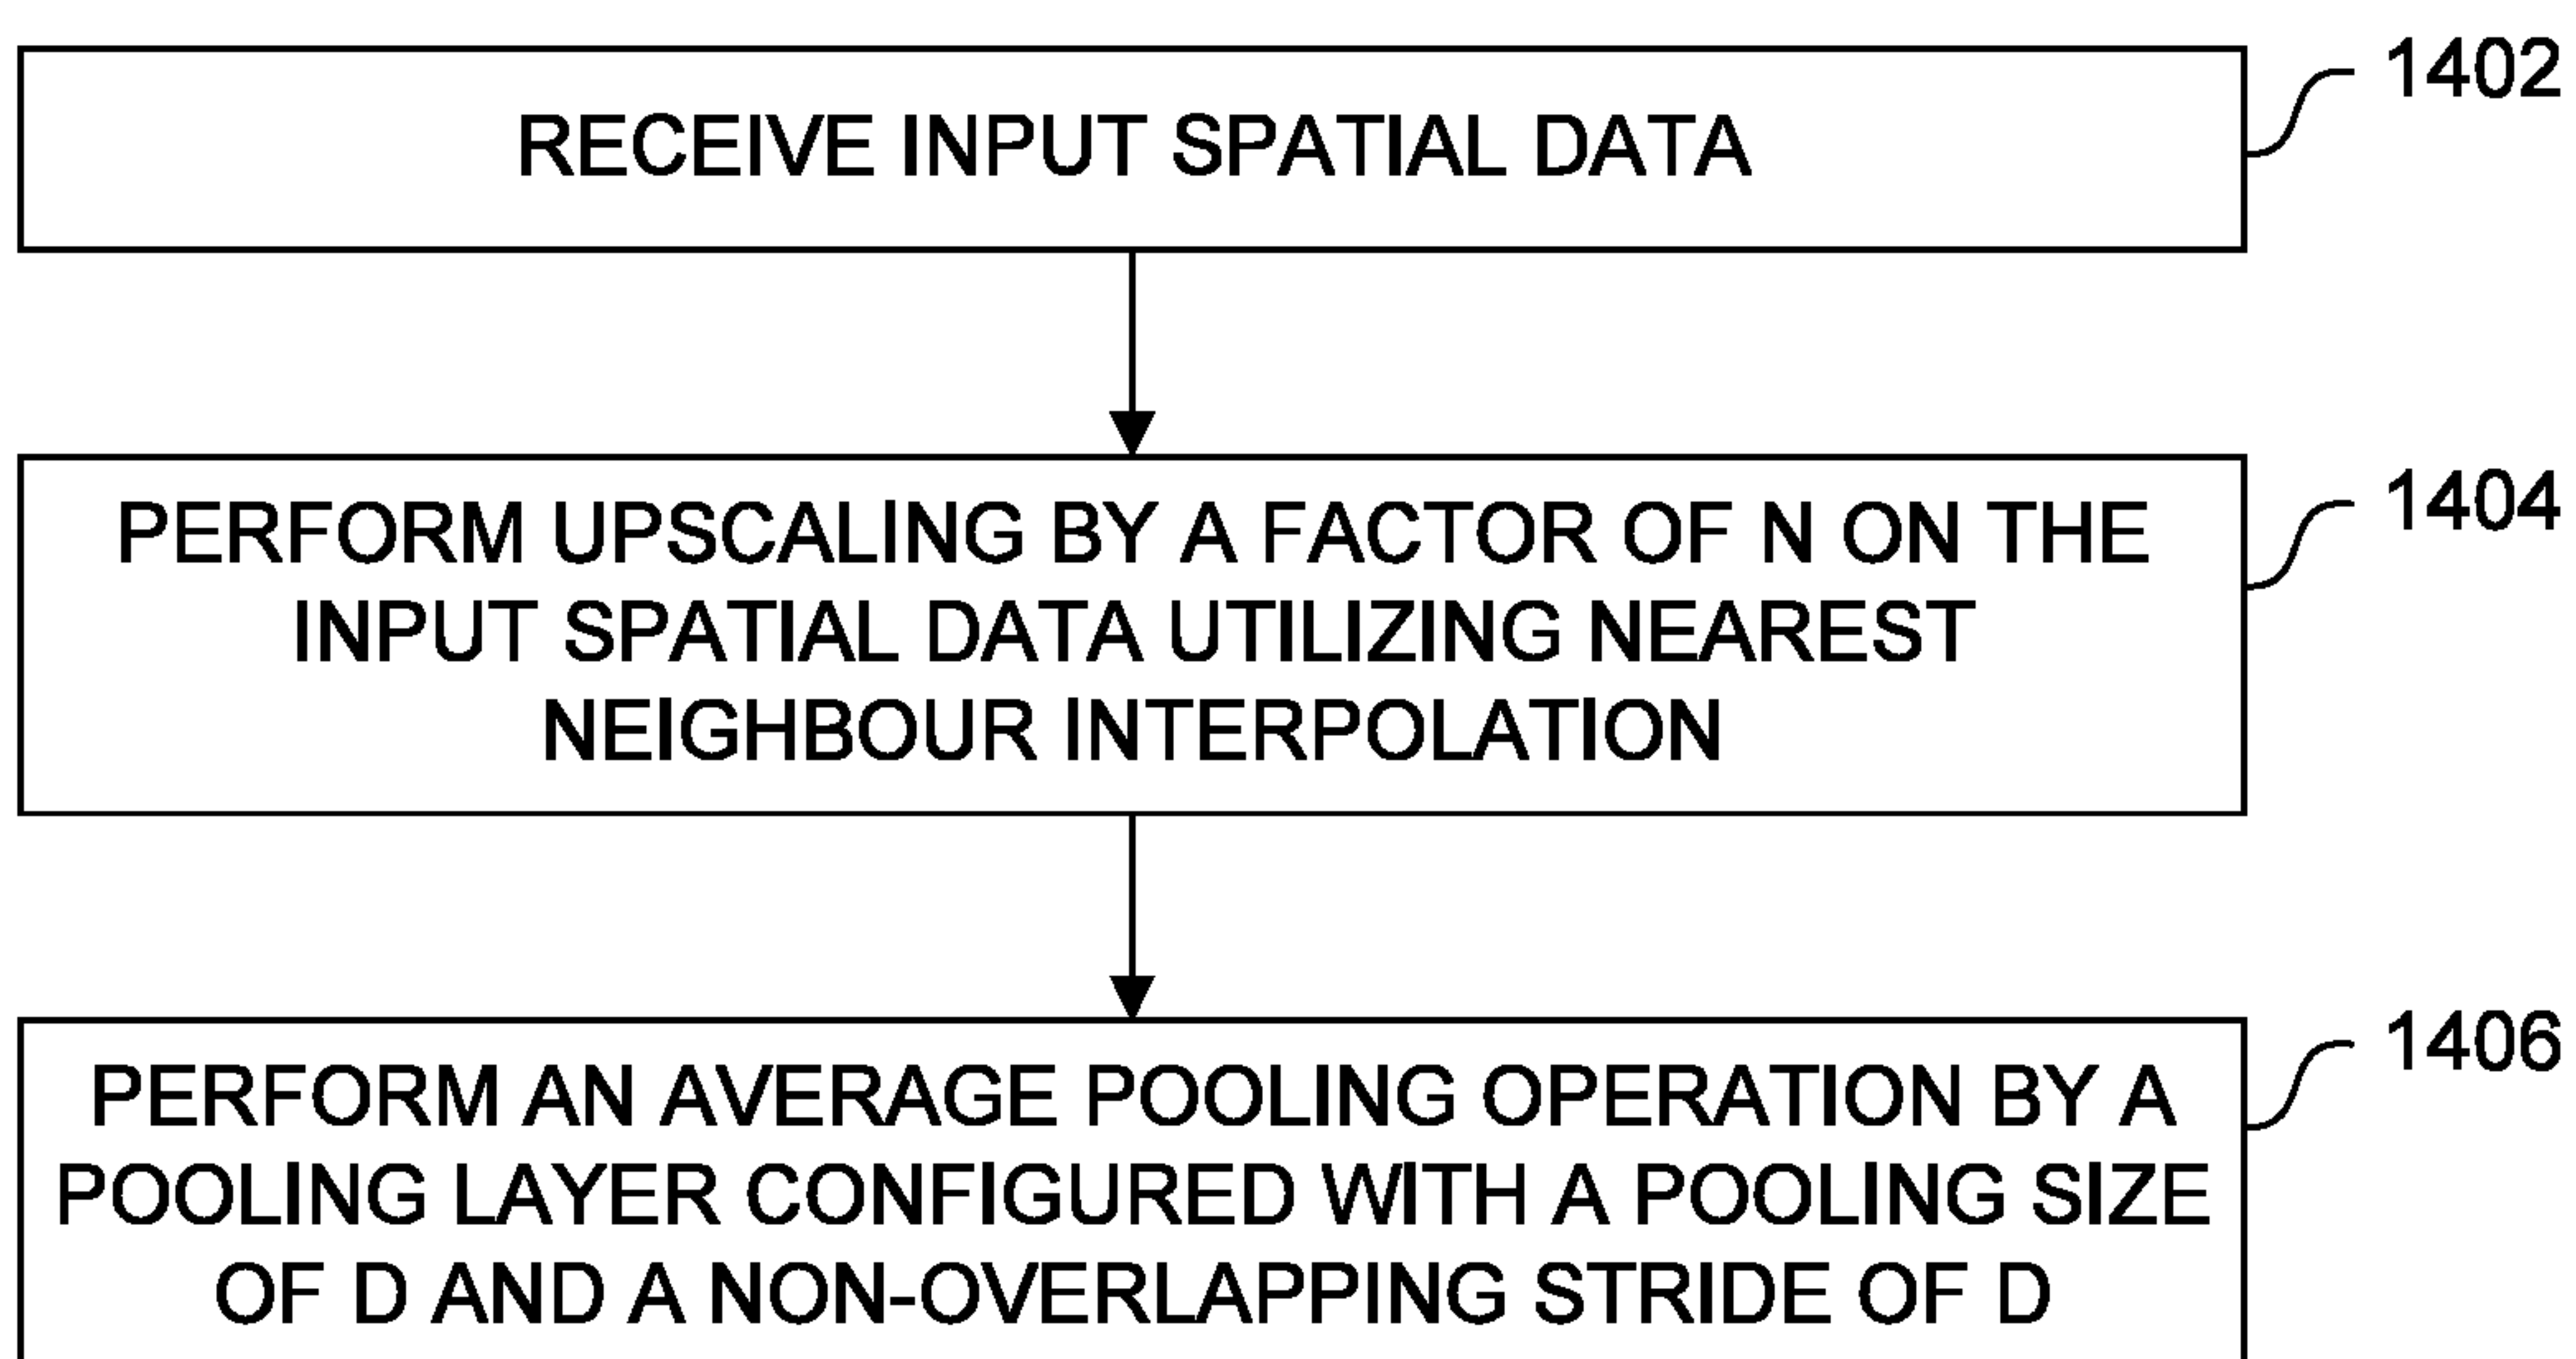 RECEIVE INPUT SPATIAL DATA
1402
PERFORM UPSCALING BY A FACTOR OF N ON THE
INPUT SPATIAL DATA UTILIZING NEAREST
NEIGHBOUR INTERPOLATION
1404
PERFORM AN AVERAGE POOLING OPERATION BY A
POOLING LAYER CONFIGURED WITH A POOLING SIZE
OF D AND A NON-OVERLAPPING STRIDE OF D
1406